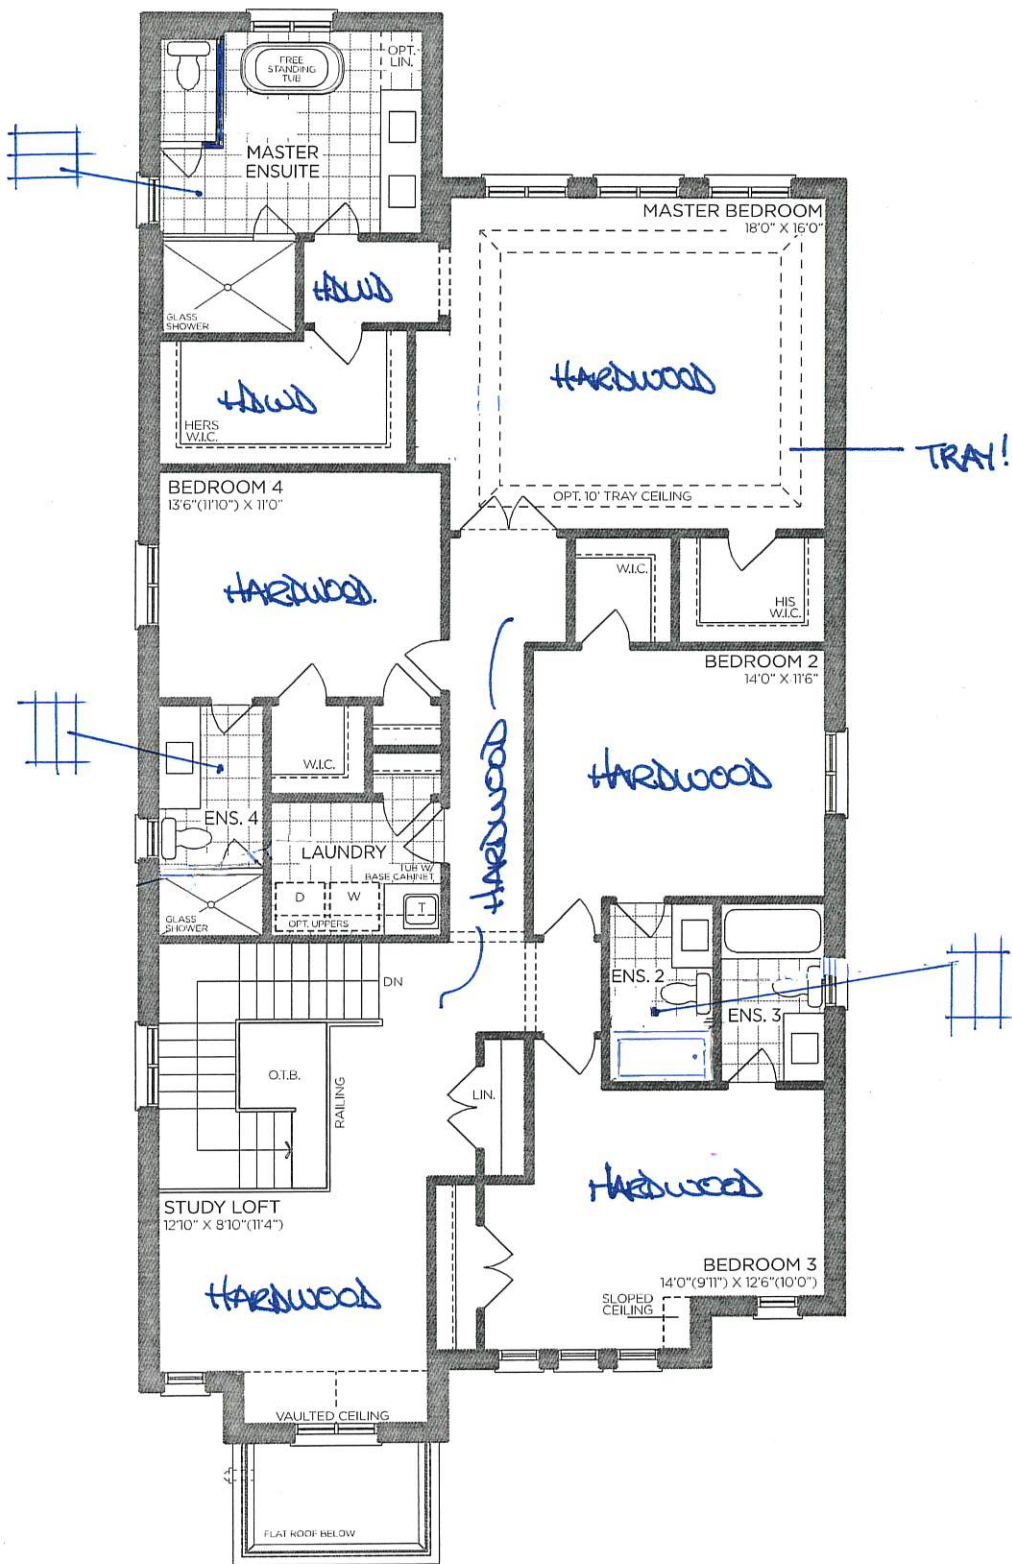 FREE
STANDING
TUB
OPT.
LIN.
MASTER
ENSUITE
MASTER BEDROOM
18'0" X 16'0"
GLASS
SHOWER
HDWD
HARDWOOD
HDWD
HERS
W.I.C.
TRAY!
OPT. 10' TRAY CEILING
BEDROOM 4
13'6"(11'10") X 11'0"
HARDWOOD.
W.I.C.
HIS
W.I.C.
BEDROOM 2
14'0" X 11'6"
HARDWOOD
HARDWOOD
W.I.C.
ENS. 4
LAUNDRY
TUB W/
BASE CABINET
D
W
T
OPT. UPPERS
GLASS
SHOWER
DN
ENS. 2
ENS. 3
O.T.B.
RAILING
LIN.
STUDY LOFT
12'10" X 8'10"(11'4")
HARDWOOD
HARDWOOD
BEDROOM 3
14'0"(9'11") X 12'6"(10'0")
SLOPED
CEILING
VAULTED CEILING
FLAT ROOF BELOW